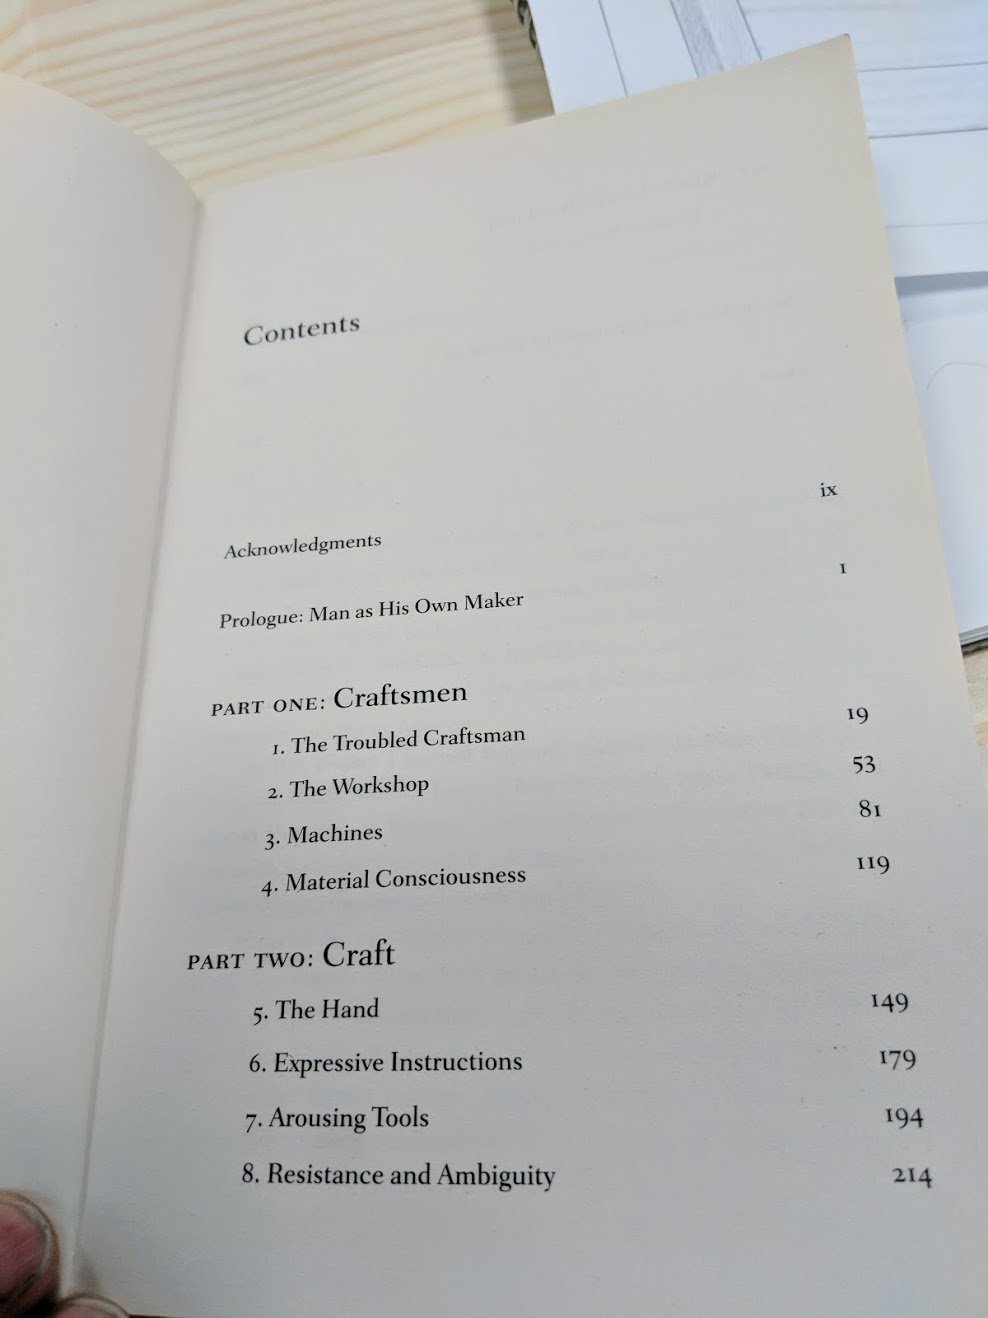 Contents
Acknowledgments ix
Prologue: Man as His Own Maker 1
PART ONE: Craftsmen
1. The Troubled Craftsman 19
2. The Workshop 53
3. Machines 81
4. Material Consciousness 119
PART TWO: Craft
5. The Hand 149
6. Expressive Instructions 179
7. Arousing Tools 194
8. Resistance and Ambiguity 214